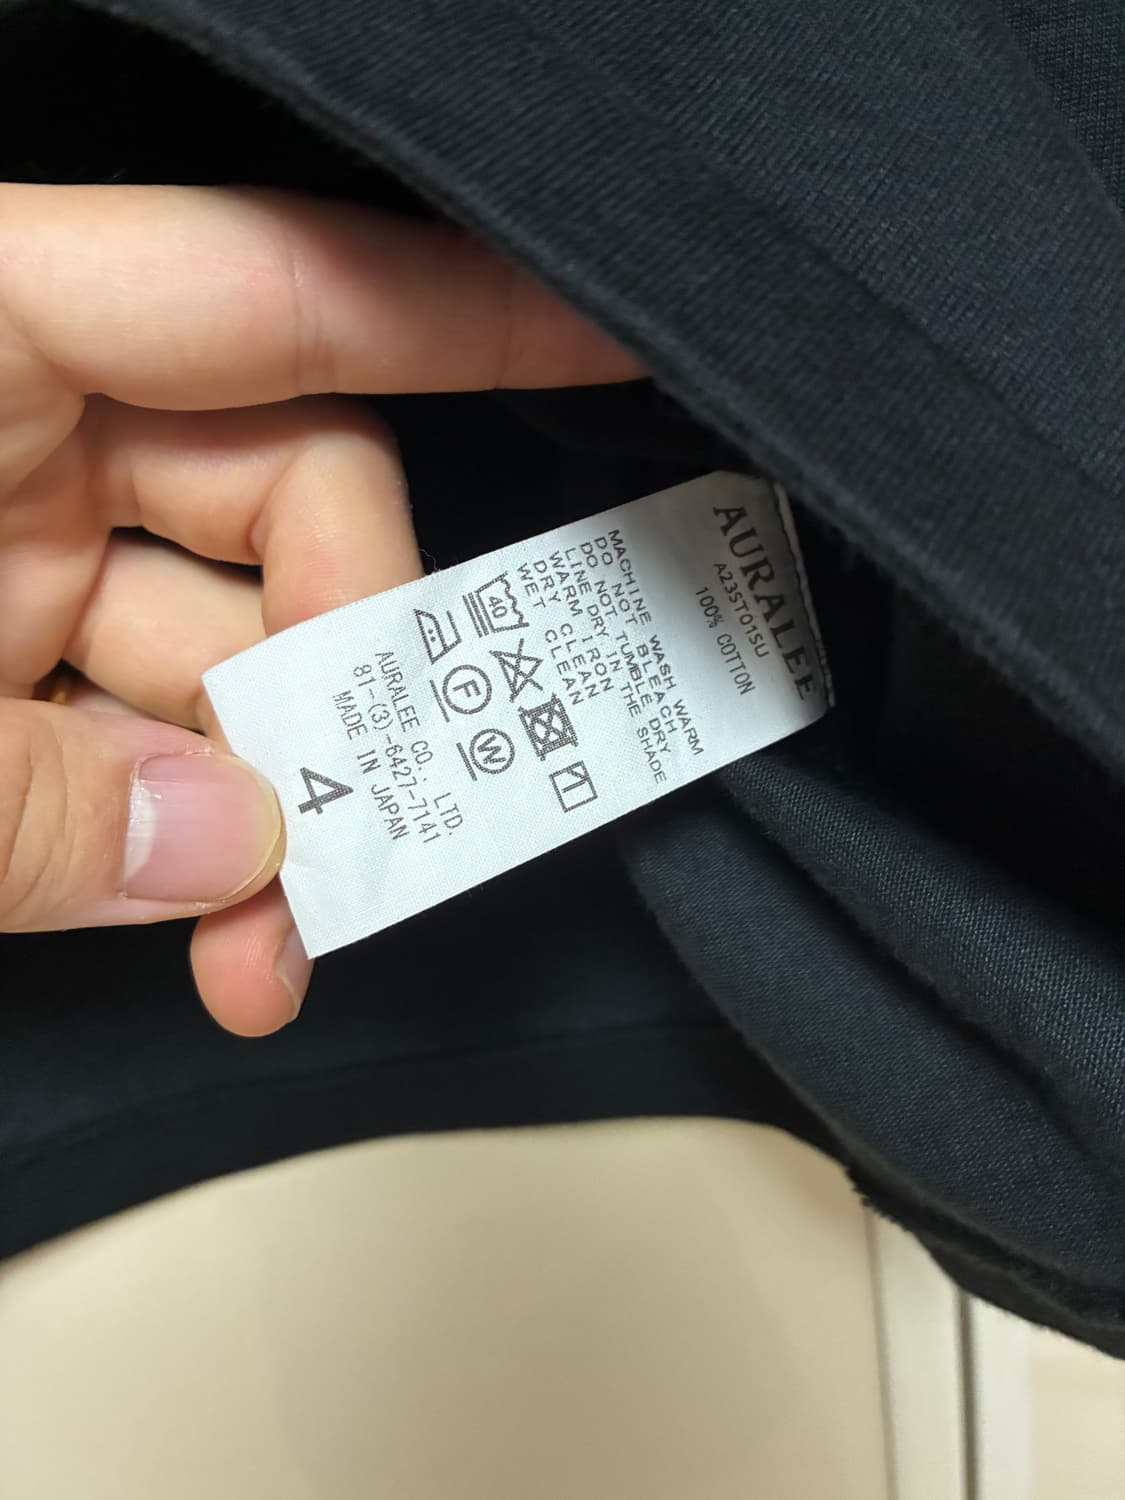 AURALEE
A23ST01SU
100% COTTON
MACHINE WASH WARM
DO NOT BLEACH
DO NOT TUMBLE DRY
LINE DRY IN THE SHADE
WARM IRON
DRY CLEAN
WET CLEAN
40
F
W
AURALEE CO., LTD.
81-(3)-6427-7141
MADE IN JAPAN
4